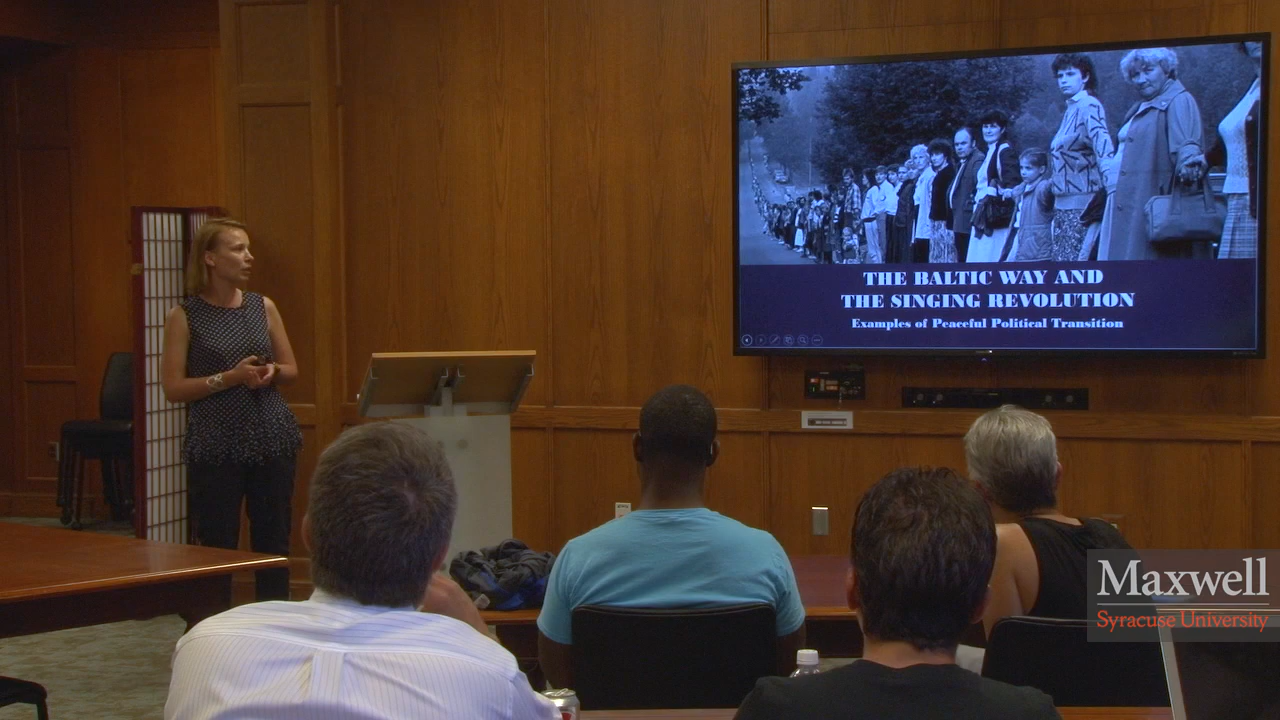 THE BALTIC WAY AND
THE SINGING REVOLUTION
Examples of Peaceful Political Transition
Maxwell
Syracuse University